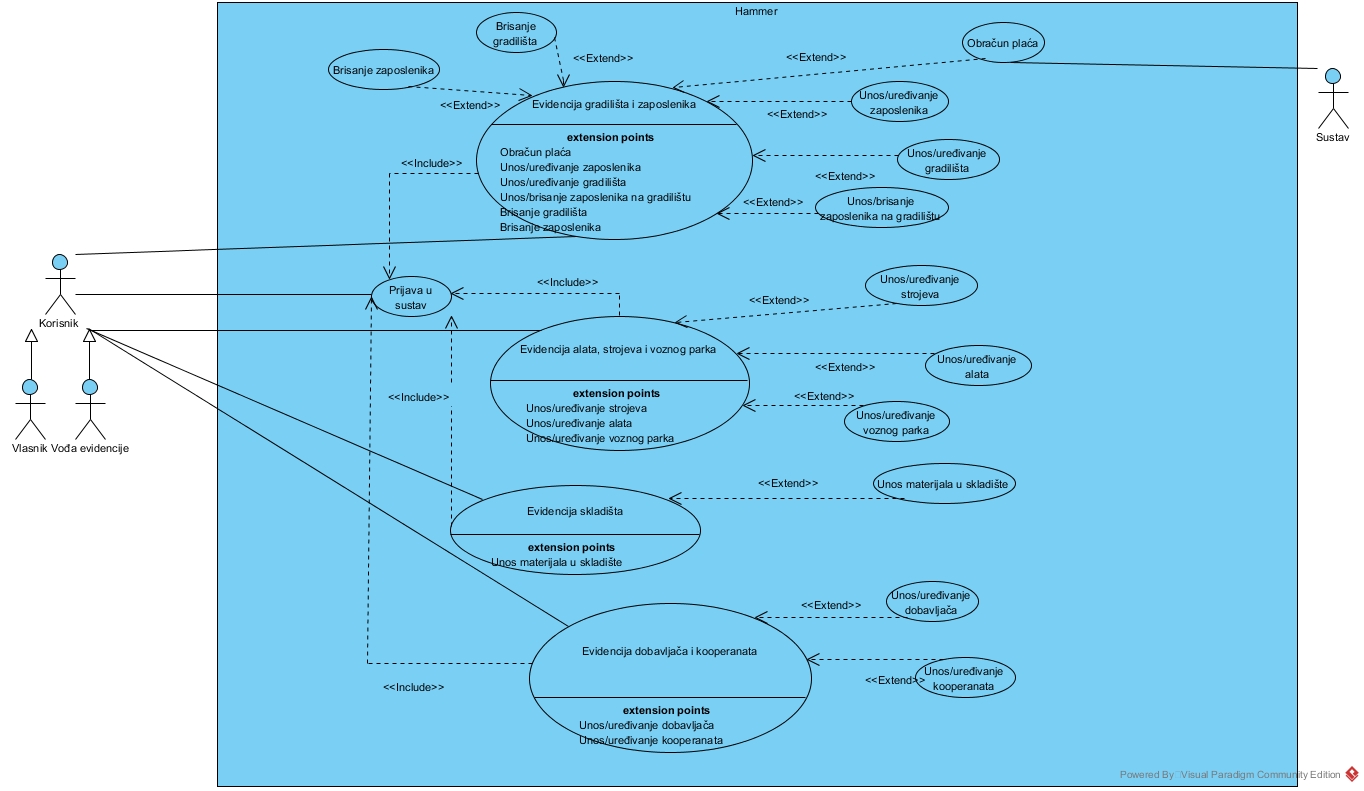 Hammer
Brisanje
gradilišta
<<Extend>>
Obračun plaća
<<Extend>>
Brisanje zaposlenika
<<Extend>>
Evidencija gradilišta i zaposlenika
extension points
Obračun plaća
Unos/uređivanje zaposlenika
Unos/uređivanje gradilišta
Unos/brisanje zaposlenika na gradilištu
Brisanje gradilišta
Brisanje zaposlenika
Unos/uređivanje
zaposlenika
<<Extend>>
Sustav
Unos/uređivanje
gradilišta
<<Extend>>
<<Include>>
Unos/brisanje
zaposlenika na gradilištu
<<Extend>>
Korisnik
Prijava u
sustav
<<Include>>
Unos/uređivanje
strojeva
<<Extend>>
Evidencija alata, strojeva i voznog parka
extension points
Unos/uređivanje strojeva
Unos/uređivanje alata
Unos/uređivanje voznog parka
Unos/uređivanje
alata
<<Extend>>
<<Include>>
<<Extend>>
Unos/uređivanje
voznog parka
Vlasnik
Vođa evidencije
<<Extend>>
Unos materijala u skladište
Evidencija skladišta
extension points
Unos materijala u skladište
<<Extend>>
Unos/uređivanje
dobavljača
Evidencija dobavljača i kooperanata
extension points
Unos/uređivanje dobavljača
Unos/uređivanje kooperanata
<<Include>>
<<Extend>>
Unos/uređivanje
kooperanata
Powered By Visual Paradigm Community Edition